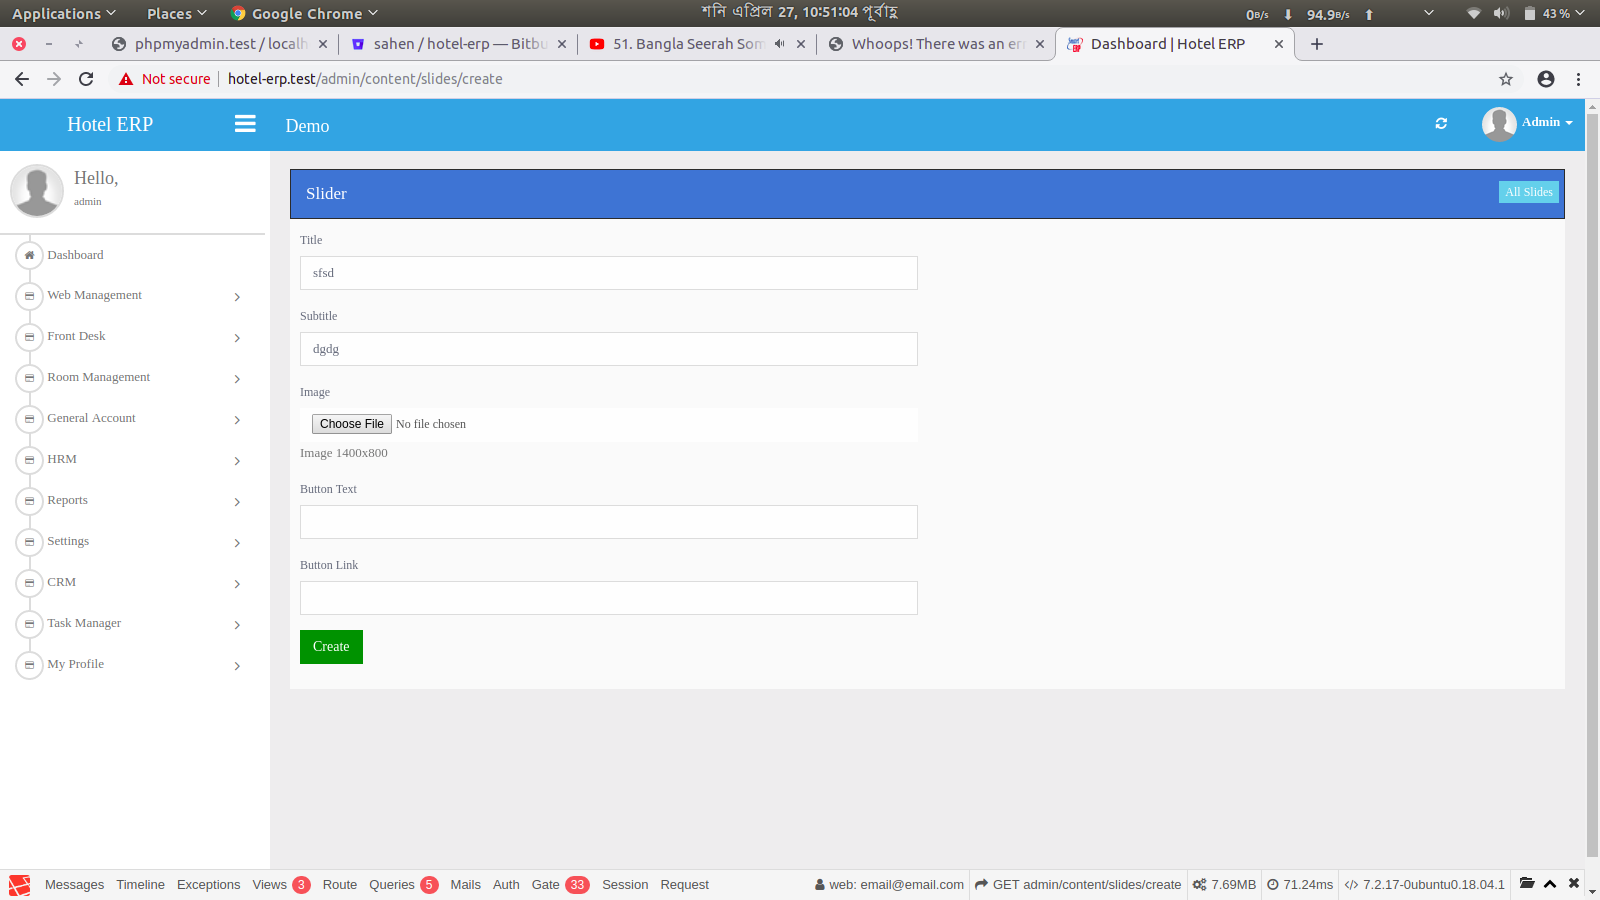 Applications Places Google Chrome শনি এপ্রিল 27, 10:51:04 পূর্বাহ্ণ 0B/s 94.9B/s 43 %
phpmyadmin.test / localh sahen / hotel-erp — Bitbu 51. Bangla Seerah Som Whoops! There was an err Dashboard | Hotel ERP
Not secure hotel-erp.test/admin/content/slides/create
Hotel ERP Demo Admin
Hello,
admin
Dashboard
Web Management
Front Desk
Room Management
General Account
HRM
Reports
Settings
CRM
Task Manager
My Profile
Slider All Slides
Title
sfsd
Subtitle
dgdg
Image
Choose File No file chosen
Image 1400x800
Button Text
Button Link
Create
Messages Timeline Exceptions Views 3 Route Queries 5 Mails Auth Gate 33 Session Request web: email@email.com GET admin/content/slides/create 7.69MB 71.24ms 7.2.17-0ubuntu0.18.04.1